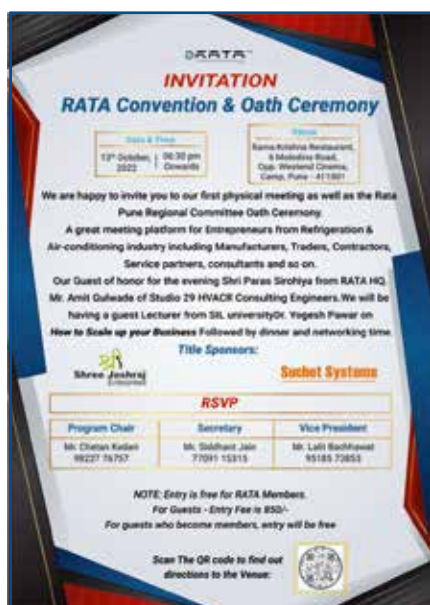 RATA
INVITATION
RATA Convention & Oath Ceremony
Date & Time
13th October, 2022
06:30 pm Onwards
Venue
Rama Krishna Restaurant,
6 Moledina Road,
Opp. Westend Cinema,
Camp, Pune - 411001
We are happy to invite you to our first physical meeting as well as the Rata
Pune Regional Committee Oath Ceremony.
A great meeting platform for Entrepreneurs from Refrigeration &
Air-conditioning industry including Manufacturers, Traders, Contractors,
Service partners, consultants and so on.
Our Guest of honor for the evening Shri Paras Sirohiya from RATA HQ.
Mr. Amit Gulwade of Studio 29 HVACR Consulting Engineers.We will be
having a guest Lecturer from SIL universityDr. Yogesh Pawar on
How to Scale up your Business Followed by dinner and networking time.
Title Sponsors:
Shree Joshraj
Enterprises
Suchet Systems
RSVP
Program Chair
Mr. Chetan Kadam
98227 76757
Secretary
Mr. Siddhant Jain
77091 15315
Vice President
Mr. Lalit Bachhawat
95185 73853
NOTE: Entry is free for RATA Members.
For Guests - Entry Fee is 850/-
For guests who become members, entry will be free
Scan The QR code to find out
directions to the Venue: